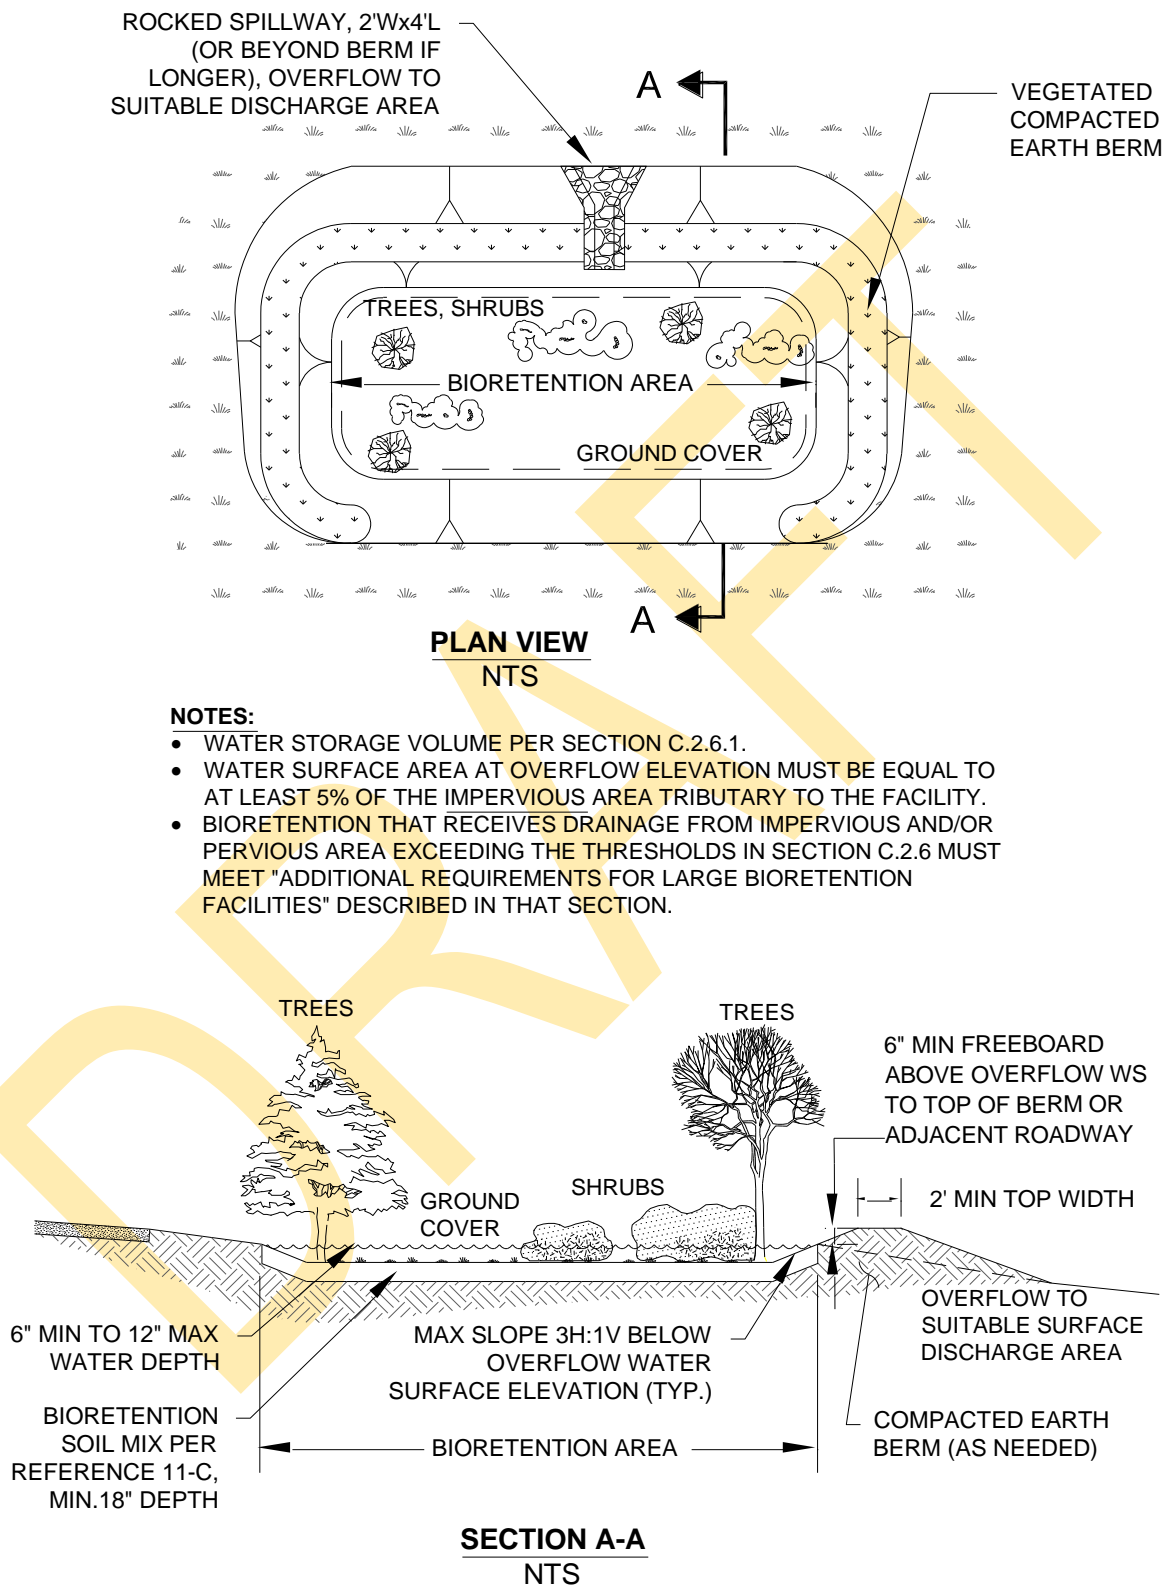 ROCKED SPILLWAY, 2'Wx4'L
(OR BEYOND BERM IF
LONGER), OVERFLOW TO
SUITABLE DISCHARGE AREA
A
VEGETATED
COMPACTED
EARTH BERM
TREES, SHRUBS
BIORETENTION AREA
GROUND COVER
A
PLAN VIEW
NTS
NOTES:
• WATER STORAGE VOLUME PER SECTION C.2.6.1.
• WATER SURFACE AREA AT OVERFLOW ELEVATION MUST BE EQUAL TO
AT LEAST 5% OF THE IMPERVIOUS AREA TRIBUTARY TO THE FACILITY.
• BIORETENTION THAT RECEIVES DRAINAGE FROM IMPERVIOUS AND/OR
PERVIOUS AREA EXCEEDING THE THRESHOLDS IN SECTION C.2.6 MUST
MEET "ADDITIONAL REQUIREMENTS FOR LARGE BIORETENTION
FACILITIES" DESCRIBED IN THAT SECTION.
TREES
TREES
6" MIN FREEBOARD
ABOVE OVERFLOW WS
TO TOP OF BERM OR
ADJACENT ROADWAY
GROUND
COVER
SHRUBS
2' MIN TOP WIDTH
6" MIN TO 12" MAX
WATER DEPTH
MAX SLOPE 3H:1V BELOW
OVERFLOW WATER
SURFACE ELEVATION (TYP.)
OVERFLOW TO
SUITABLE SURFACE
DISCHARGE AREA
BIORETENTION
SOIL MIX PER
REFERENCE 11-C,
MIN.18" DEPTH
BIORETENTION AREA
COMPACTED EARTH
BERM (AS NEEDED)
SECTION A-A
NTS
DRAFT